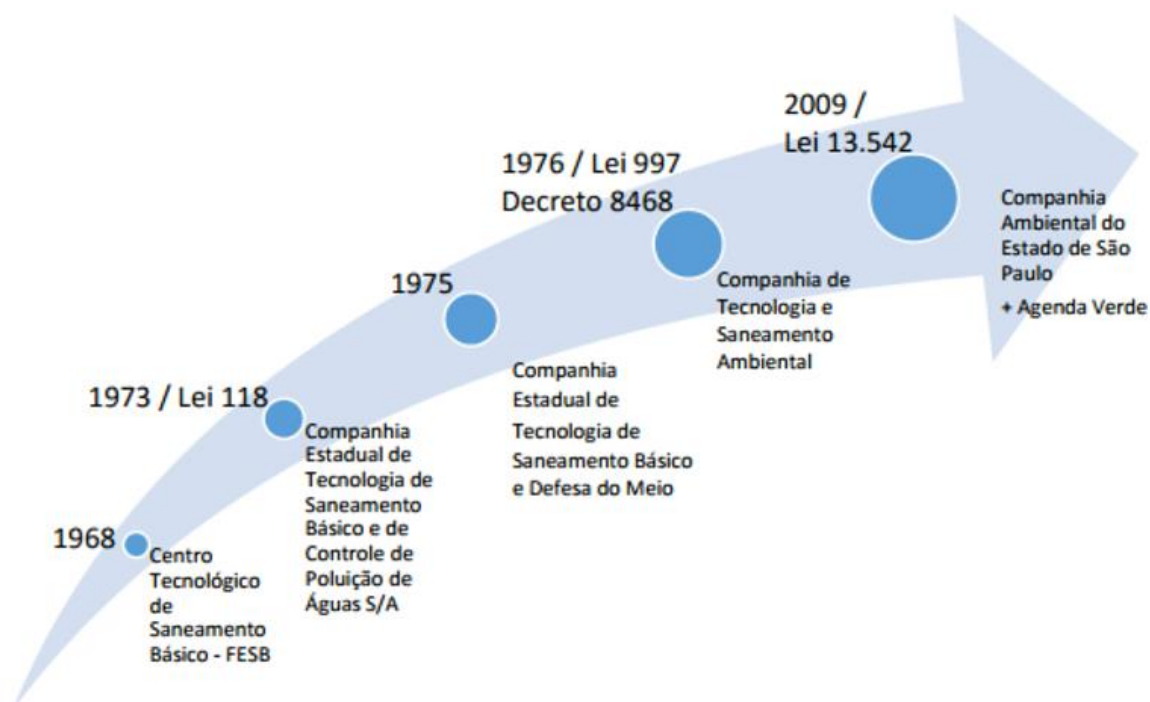 1968
Centro
Tecnológico
de
Saneamento
Básico - FESB
1973 / Lei 118
Companhia
Estadual de
Tecnologia de
Saneamento
Básico e de
Controle de
Poluição de
Águas S/A
1975
Companhia
Estadual de
Tecnologia de
Saneamento Básico
e Defesa do Meio
1976 / Lei 997
Decreto 8468
Companhia de
Tecnologia e
Saneamento
Ambiental
2009 /
Lei 13.542
Companhia
Ambiental do
Estado de São
Paulo
+ Agenda Verde